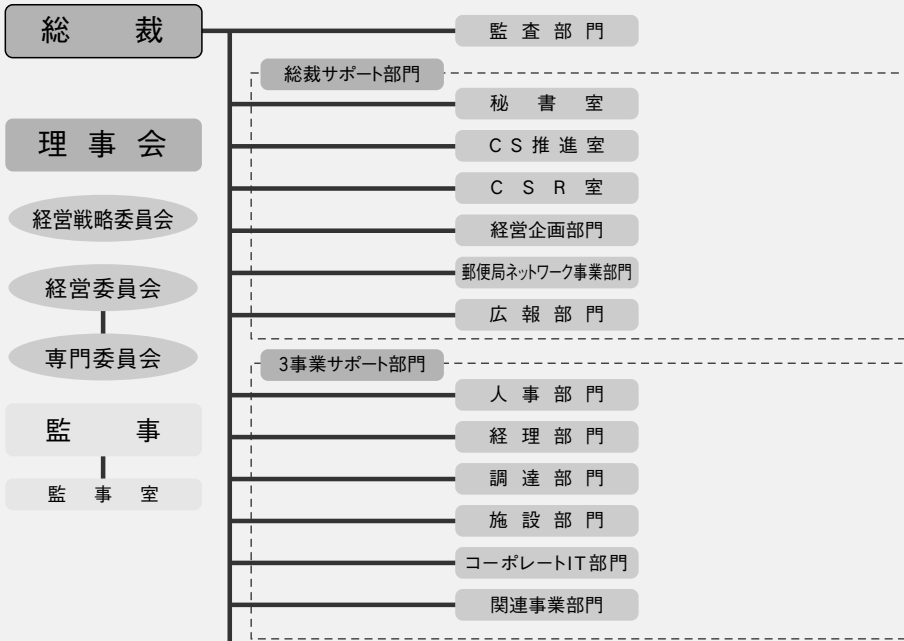 総裁
監査部門
総裁サポート部門
秘書室
CS推進室
CSR室
経営企画部門
郵便局ネットワーク事業部門
広報部門
理事会
経営戦略委員会
経営委員会
専門委員会
監事
監事室
3事業サポート部門
人事部門
経理部門
調達部門
施設部門
コーポレートIT部門
関連事業部門